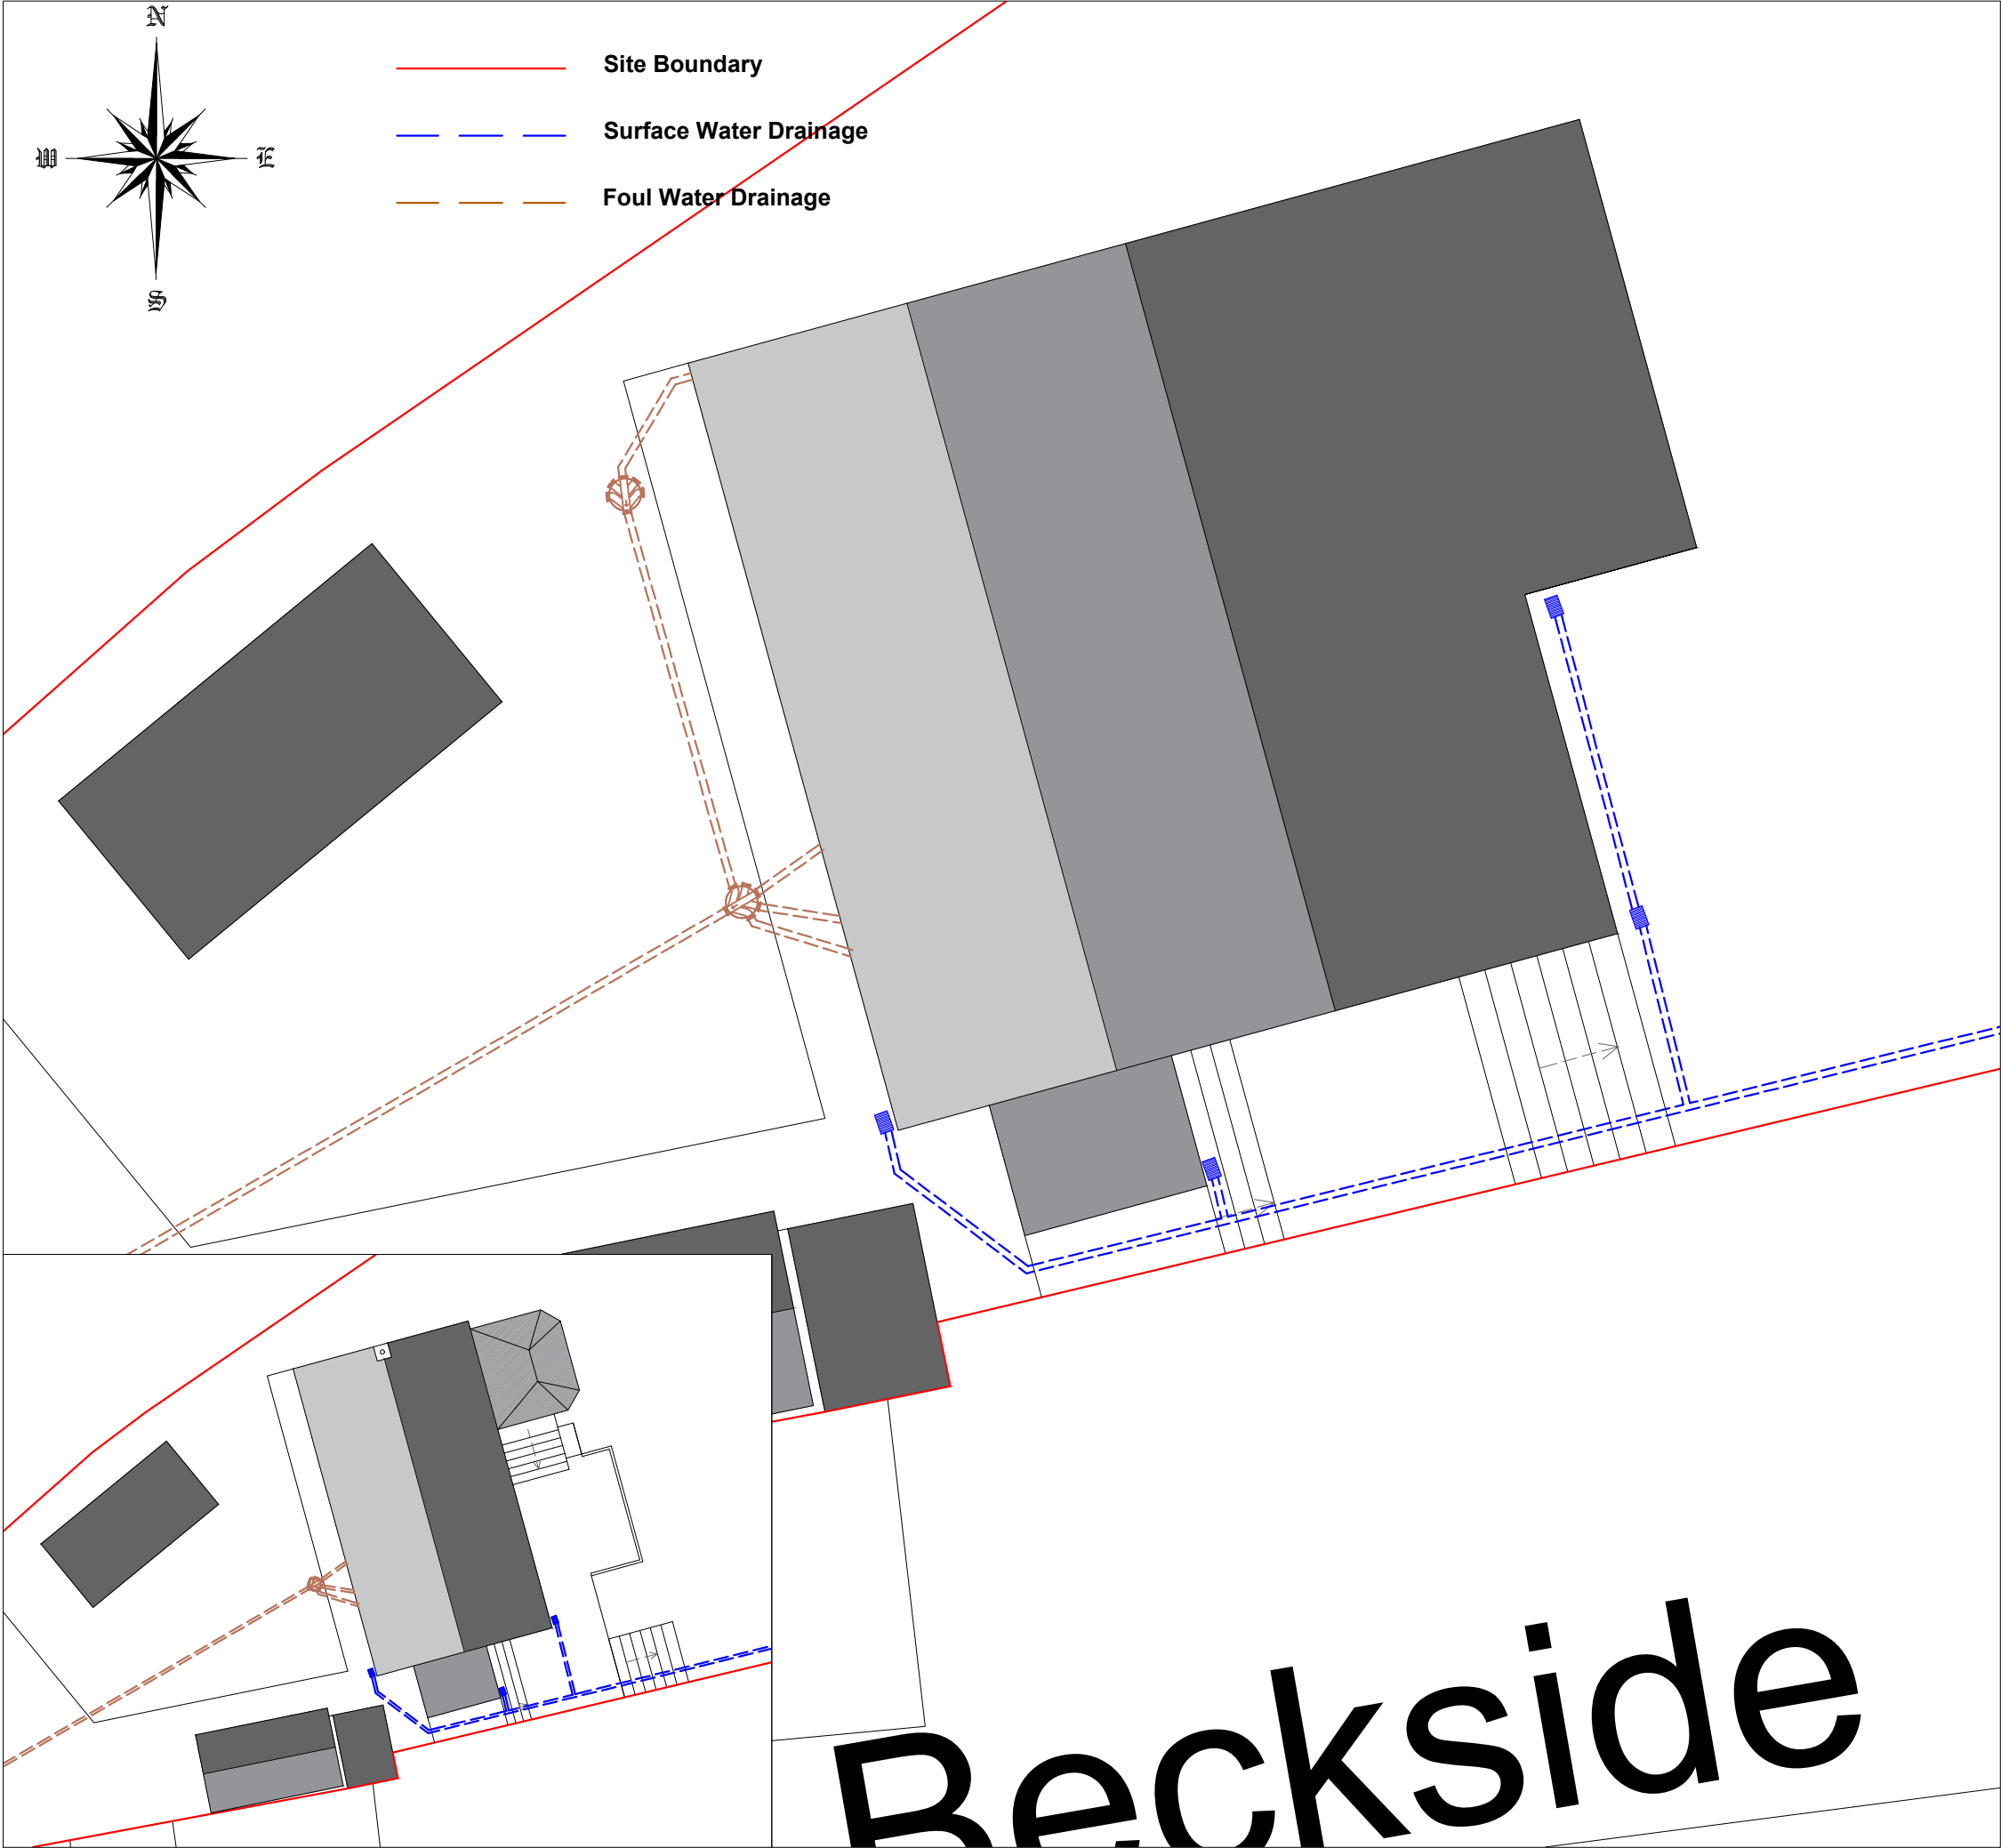 N
Site Boundary
Surface Water Drainage
W E
Foul Water Drainage
S
Beckside